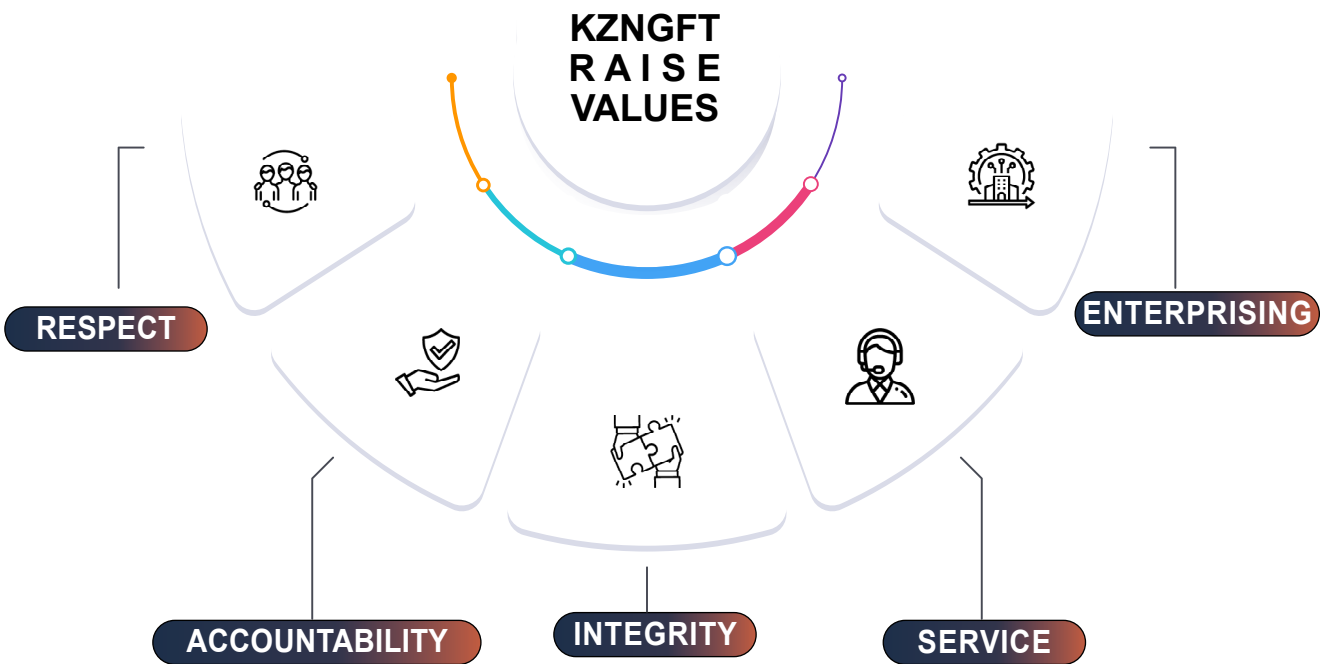 KZNGFT
R A I S E
VALUES
RESPECT
ENTERPRISING
ACCOUNTABILITY
INTEGRITY
SERVICE